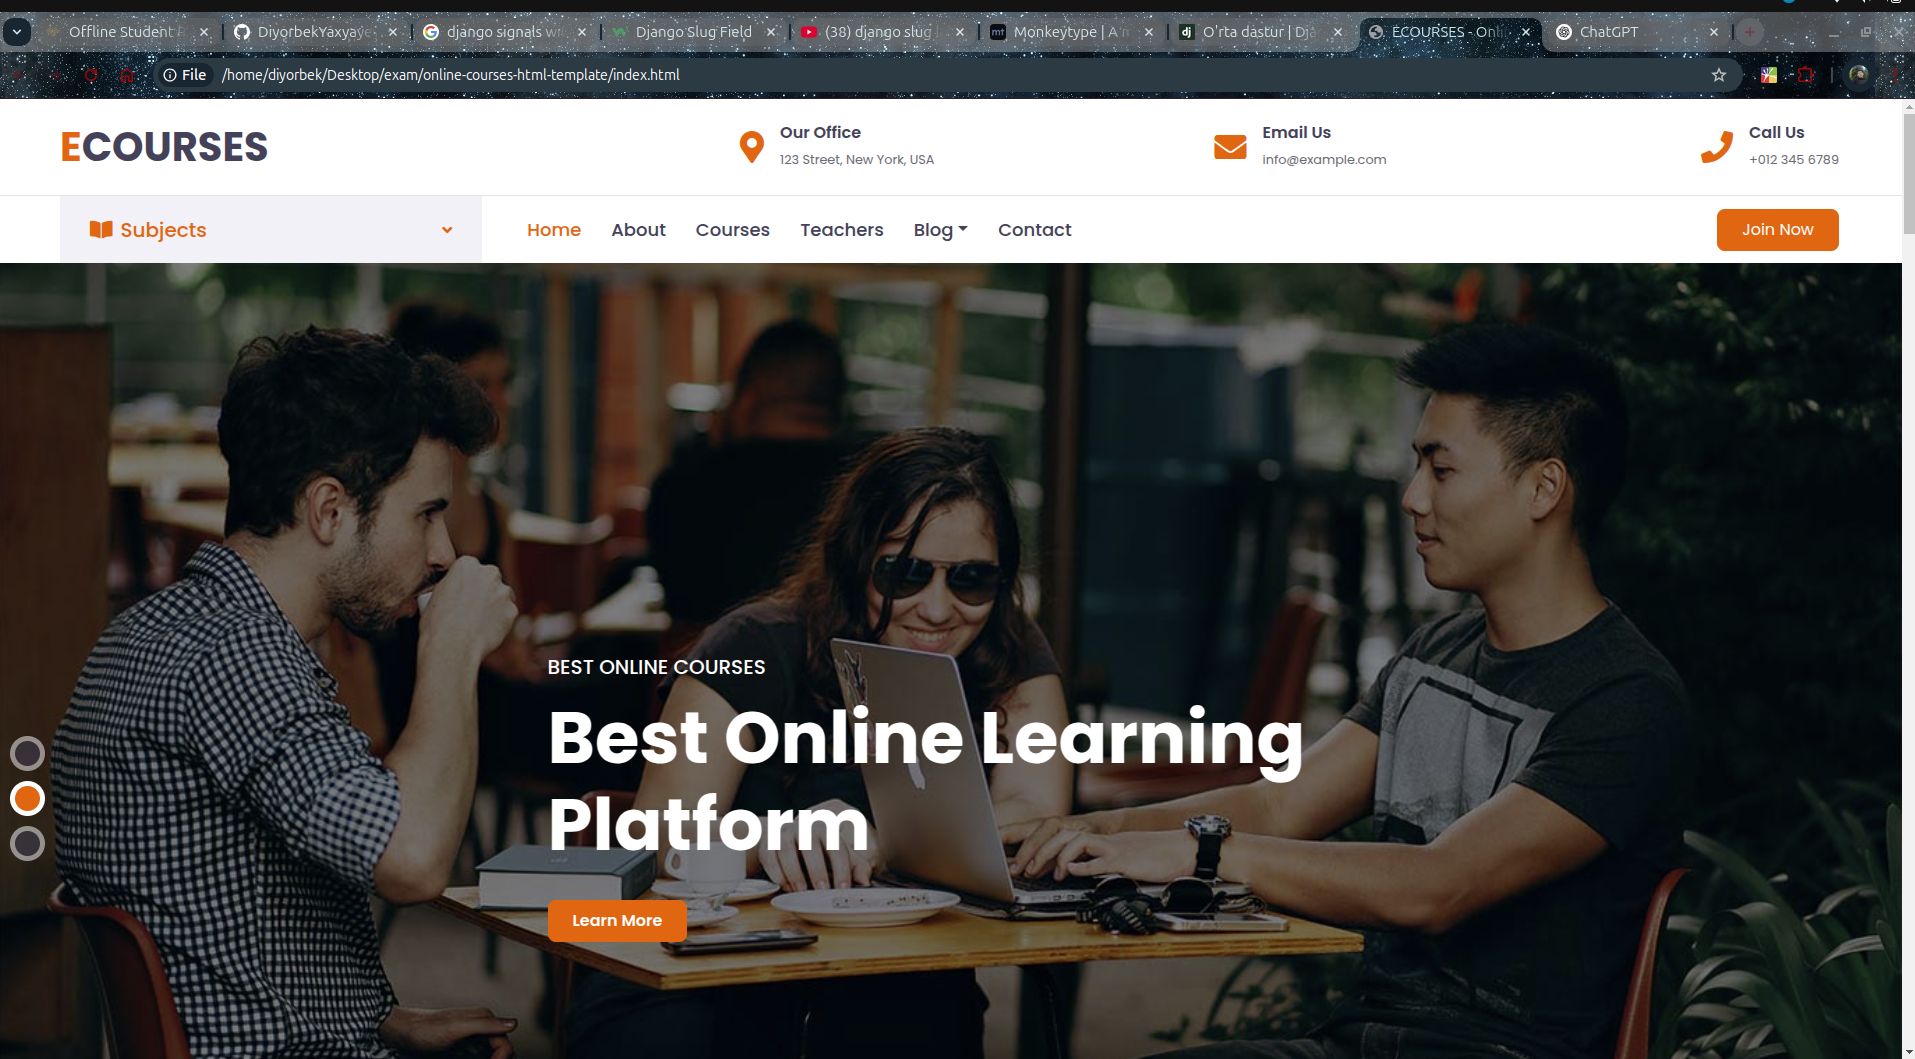 Offline Student
DiyorbekYaxyaye
django signals wi
Django Slug Field
(38) django slug
Monkeytype | A m
O'rta dastur | Dja
ECOURSES - Onli
ChatGPT
File
/home/diyorbek/Desktop/exam/online-courses-html-template/index.html
ECOURSES
Our Office
123 Street, New York, USA
Email Us
info@example.com
Call Us
+012 345 6789
Subjects
Home
About
Courses
Teachers
Blog
Contact
Join Now
BEST ONLINE COURSES
Best Online Learning
Platform
Learn More